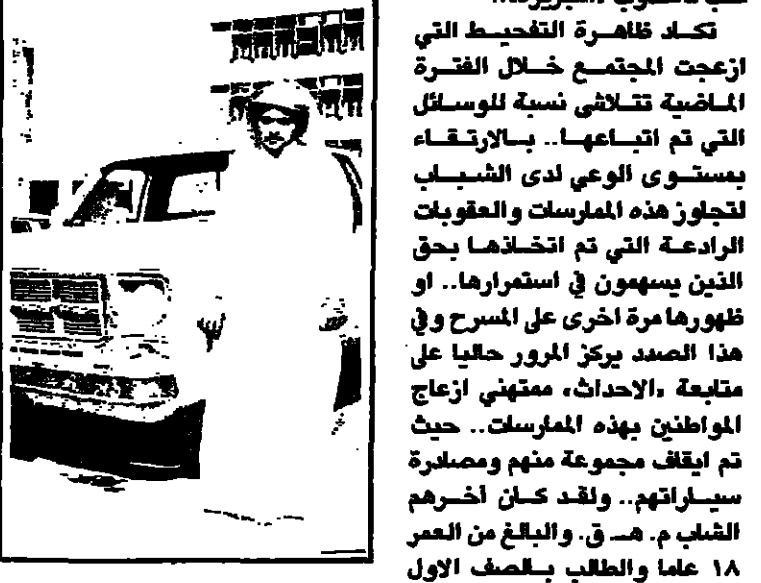 تكاد ظاهرة التفحيط التي
ازعجت المجتمع خلال الفترة
الماضية تتلاشى نسبة للوسائل
التي تم اتباعها.. بالارتقاء
بمستوى الوعي لدى الشباب
لتجاوز هذه الممارسات والعقوبات
الرادعة التي تم اتخاذها بحق
الذين يسهمون في استمرارها.. او
ظهورها مرة اخرى على المسرح وفي
هذا الصدد يركز المرور حاليا على
متابعة «الاحداث» ممتهني ازعاج
المواطنين بهذه الممارسات.. حيث
تم ايقاف مجموعة منهم ومصادرة
سياراتهم.. ولقد كان آخرهم
الشاب م. هـ ق. والبالغ من العمر
١٨ عاما والطالب بالصف الاول